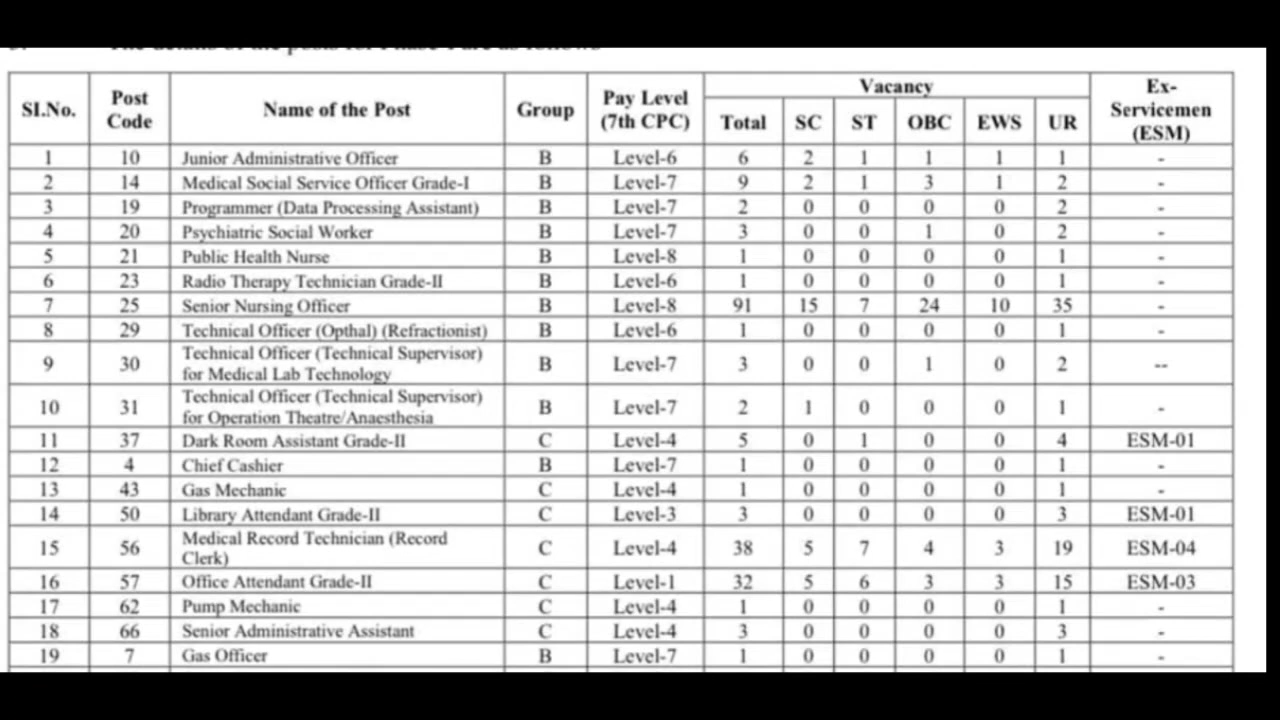 Sl.No. Post Code Name of the Post Group Pay Level (7th CPC) Vacancy Ex-Servicemen (ESM)
Total SC ST OBC EWS UR
1 10 Junior Administrative Officer B Level-6 6 2 1 1 1 1 -
2 14 Medical Social Service Officer Grade-I B Level-7 9 2 1 3 1 2 -
3 19 Programmer (Data Processing Assistant) B Level-7 2 0 0 0 0 2 -
4 20 Psychiatric Social Worker B Level-7 3 0 0 1 0 2 -
5 21 Public Health Nurse B Level-8 1 0 0 0 0 1 -
6 23 Radio Therapy Technician Grade-II B Level-6 1 0 0 0 0 1 -
7 25 Senior Nursing Officer B Level-8 91 15 7 24 10 35 -
8 29 Technical Officer (Opthal) (Refractionist) B Level-6 1 0 0 0 0 1 -
9 30 Technical Officer (Technical Supervisor) for Medical Lab Technology B Level-7 3 0 0 1 0 2 --
10 31 Technical Officer (Technical Supervisor) for Operation Theatre/Anaesthesia B Level-7 2 1 0 0 0 1 -
11 37 Dark Room Assistant Grade-II C Level-4 5 0 1 0 0 4 ESM-01
12 4 Chief Cashier B Level-7 1 0 0 0 0 1 -
13 43 Gas Mechanic C Level-4 1 0 0 0 0 1 -
14 50 Library Attendant Grade-II C Level-3 3 0 0 0 0 3 ESM-01
15 56 Medical Record Technician (Record Clerk) C Level-4 38 5 7 4 3 19 ESM-04
16 57 Office Attendant Grade-II C Level-1 32 5 6 3 3 15 ESM-03
17 62 Pump Mechanic C Level-4 1 0 0 0 0 1 -
18 66 Senior Administrative Assistant C Level-4 3 0 0 0 0 3 -
19 7 Gas Officer B Level-7 1 0 0 0 0 1 -